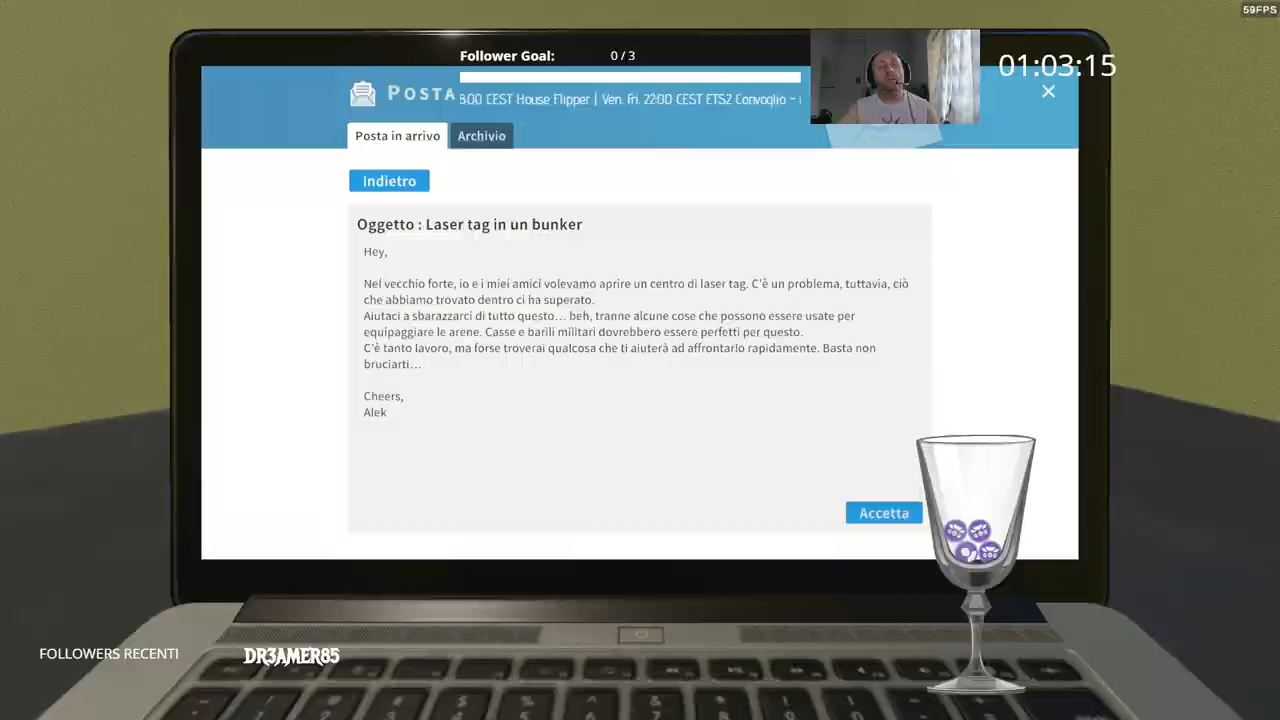 59FPS
Follower Goal: 0 / 3
01:03:15
POSTA
CEST House Flipper | Ven. Fri. 22:00 CEST ETS2 Convoglio -
Posta in arrivo Archivio
Indietro
Oggetto : Laser tag in un bunker
Hey,
Nel vecchio forte, io e i miei amici volevamo aprire un centro di laser tag. C'è un problema, tuttavia, ciò
che abbiamo trovato dentro ci ha superato.
Aiutaci a sbarazzarci di tutto questo... beh, tranne alcune cose che possono essere usate per
equipaggiare le arene. Casse e barili militari dovrebbero essere perfetti per questo.
C'è tanto lavoro, ma forse troverai qualcosa che ti aiuterà ad affrontarlo rapidamente. Basta non
bruciarti...
Cheers,
Alek
Accetta
FOLLOWERS RECENTI
DR3AMER85